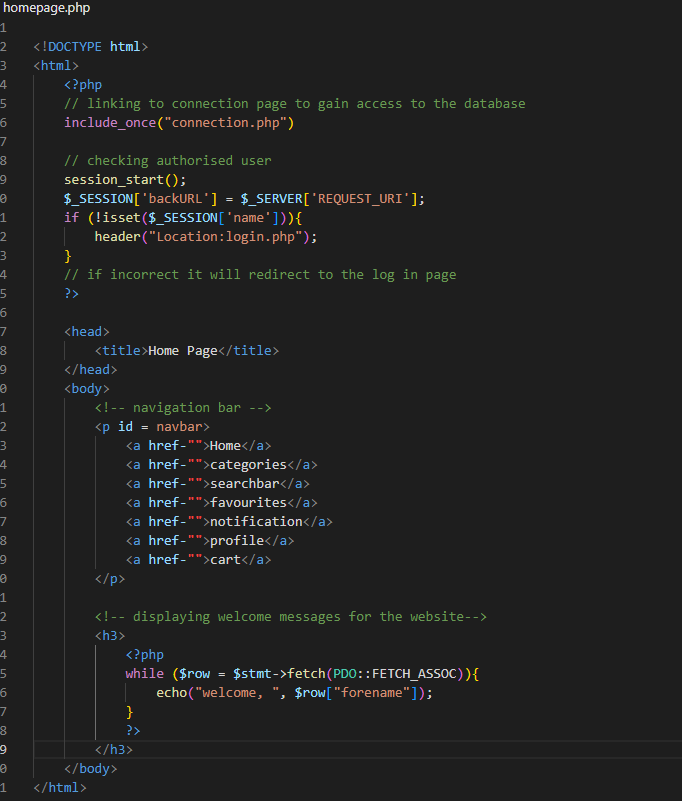 homepage.php
1
2 <!DOCTYPE html>
3 <html>
4 <?php
5 // linking to connection page to gain access to the database
6 include_once("connection.php")
7
8 // checking authorised user
9 session_start();
0 $_SESSION['backURL'] = $_SERVER['REQUEST_URI'];
1 if (!isset($_SESSION['name'])){
2 header("Location:login.php");
3 }
4 // if incorrect it will redirect to the log in page
5 ?>
6
7 <head>
8 <title>Home Page</title>
9 </head>
0 <body>
1 <!-- navigation bar -->
2 <p id = navbar>
3 <a href-"">Home</a>
4 <a href-"">categories</a>
5 <a href-"">searchbar</a>
6 <a href-"">favourites</a>
7 <a href-"">notification</a>
8 <a href-"">profile</a>
9 <a href-"">cart</a>
0 </p>
1
2 <!-- displaying welcome messages for the website-->
3 <h3>
4 <?php
5 while ($row = $stmt->fetch(PDO::FETCH_ASSOC)){
6 echo("welcome, ", $row["forename"]);
7 }
8 ?>
9 </h3>
0 </body>
1 </html>